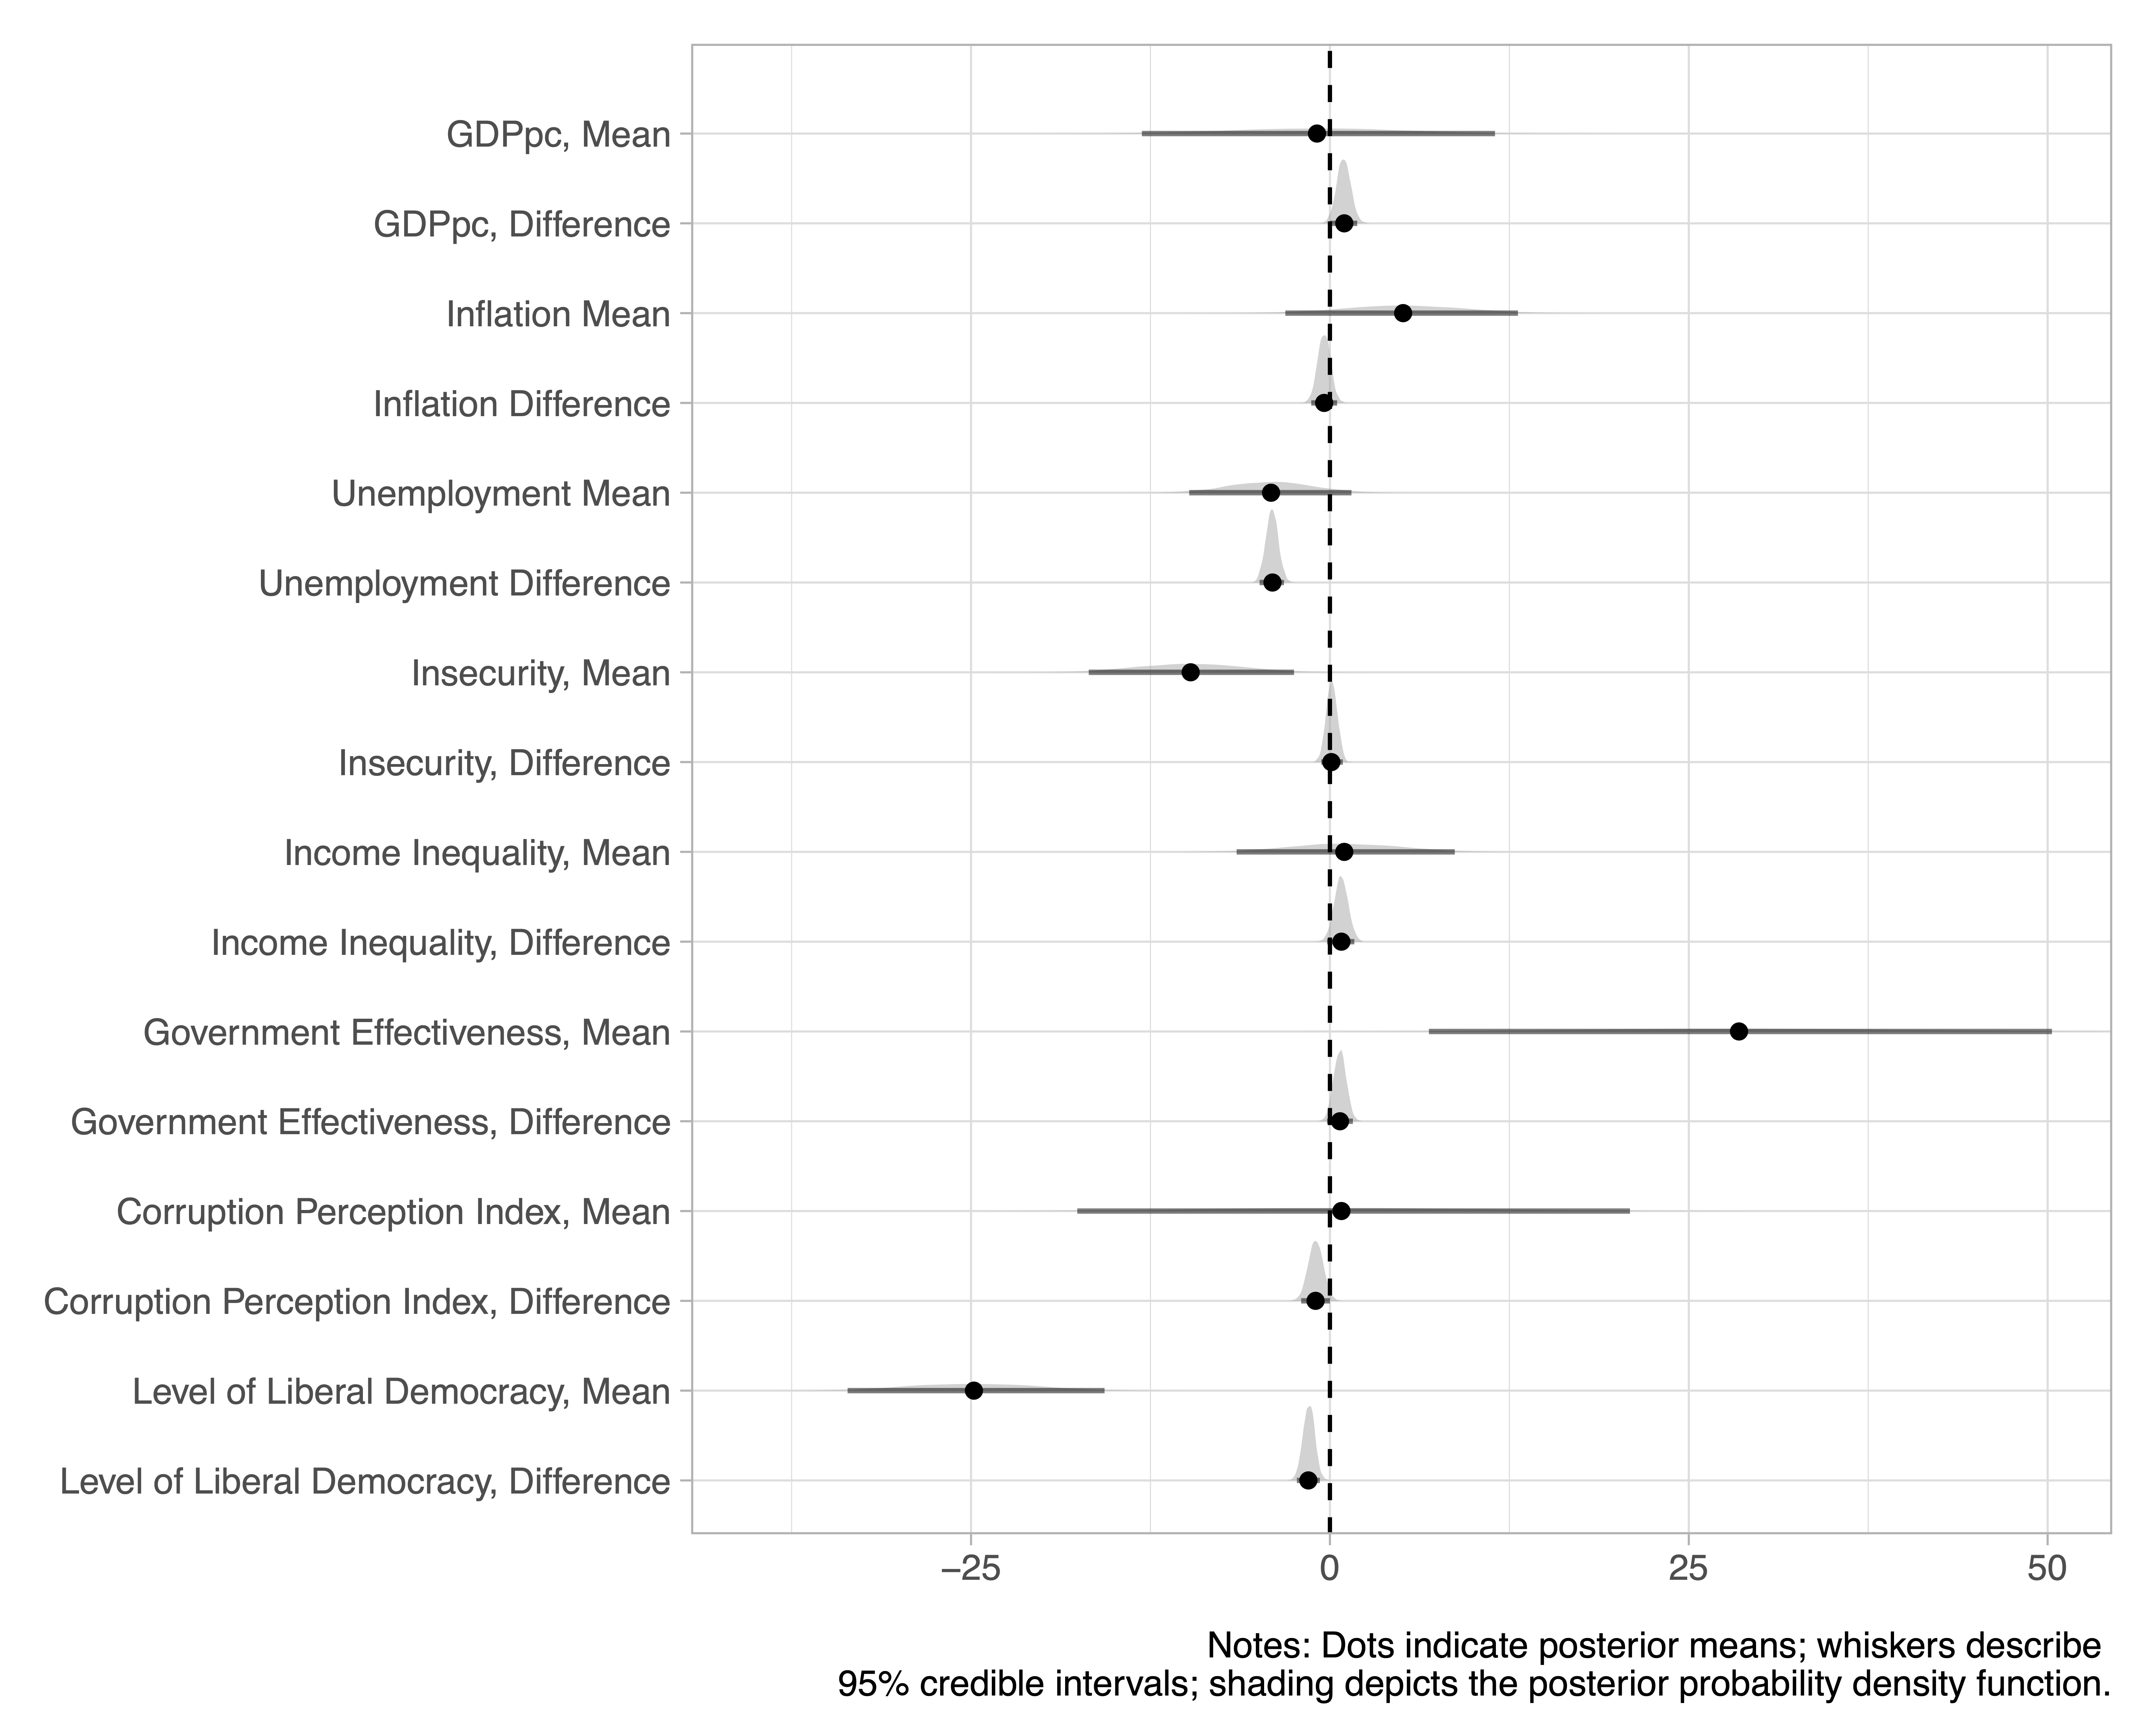 GDPpc, Mean
GDPpc, Difference
Inflation Mean
Inflation Difference
Unemployment Mean
Unemployment Difference
Insecurity, Mean
Insecurity, Difference
Income Inequality, Mean
Income Inequality, Difference
Government Effectiveness, Mean
Government Effectiveness, Difference
Corruption Perception Index, Mean
Corruption Perception Index, Difference
Level of Liberal Democracy, Mean
Level of Liberal Democracy, Difference
−25 0 25 50
Notes: Dots indicate posterior means; whiskers describe
95% credible intervals; shading depicts the posterior probability density function.